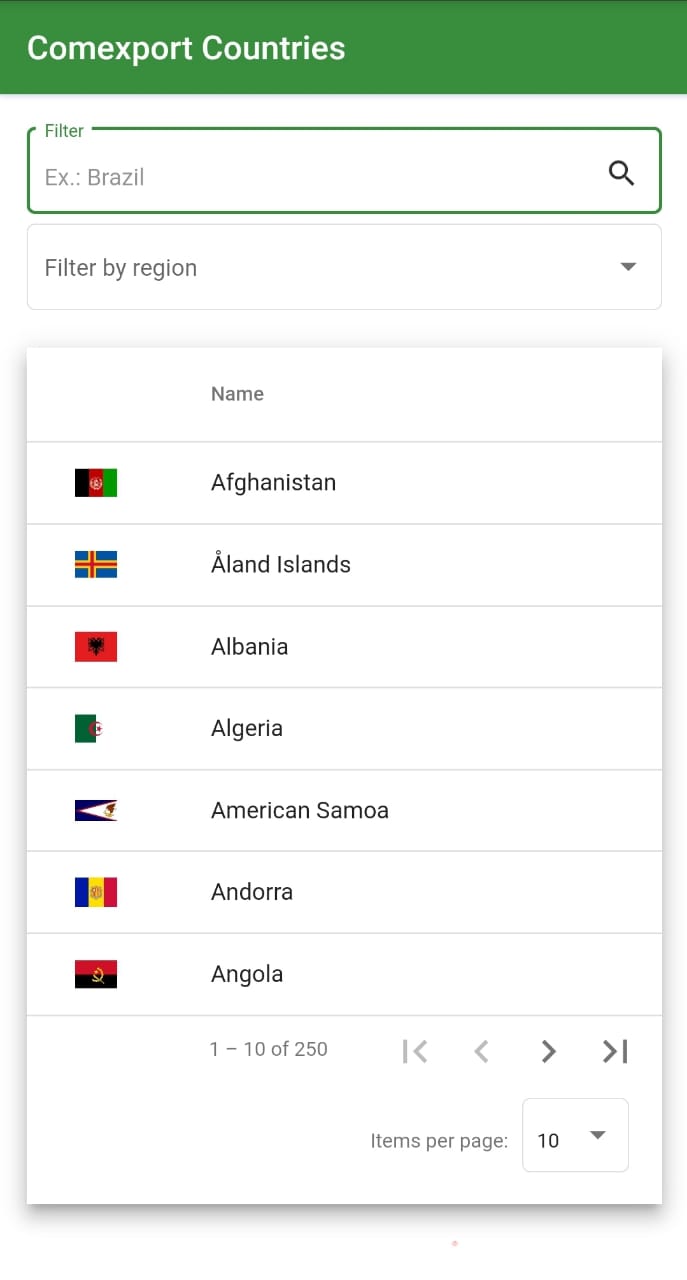 Comexport Countries
Filter
Ex.: Brazil
Filter by region
Name
Afghanistan
Åland Islands
Albania
Algeria
American Samoa
Andorra
Angola
1 – 10 of 250
Items per page: 10